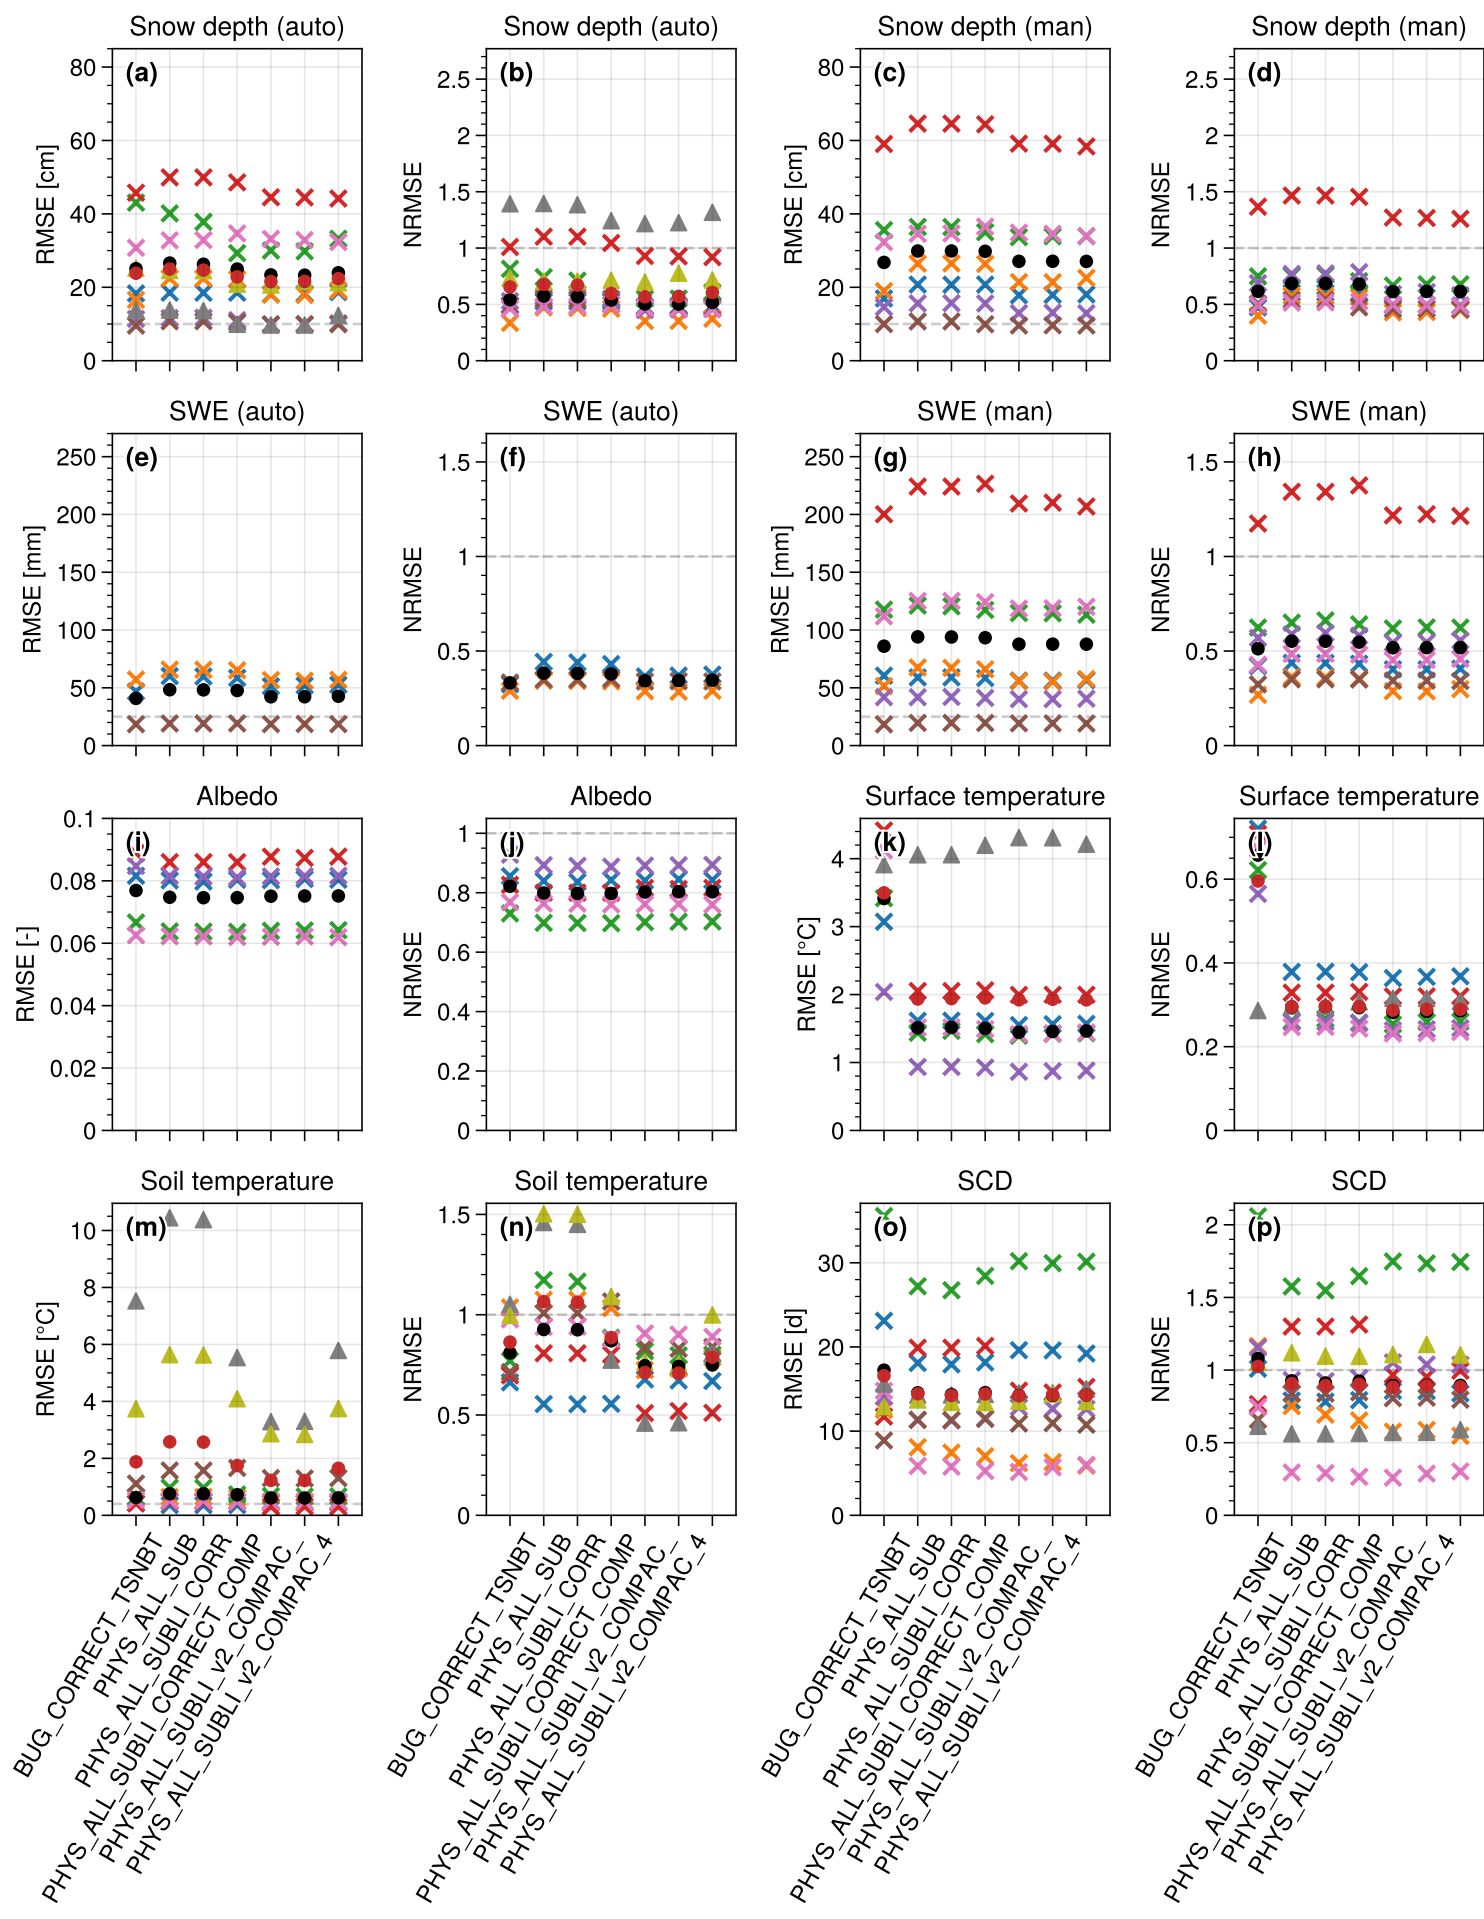 Snow depth (auto)
(a)
RMSE [cm]
80
60
40
20
0
Snow depth (auto)
(b)
NRMSE
2.5
2
1.5
1
0.5
0
Snow depth (man)
(c)
RMSE [cm]
80
60
40
20
0
Snow depth (man)
(d)
NRMSE
2.5
2
1.5
1
0.5
0
SWE (auto)
(e)
RMSE [mm]
250
200
150
100
50
0
SWE (auto)
(f)
NRMSE
1.5
1
0.5
0
SWE (man)
(g)
RMSE [mm]
250
200
150
100
50
0
SWE (man)
(h)
NRMSE
1.5
1
0.5
0
Albedo
(i)
RMSE [-]
0.1
0.08
0.06
0.04
0.02
0
Albedo
(j)
NRMSE
1
0.8
0.6
0.4
0.2
0
Surface temperature
(k)
RMSE [°C]
4
3
2
1
0
Surface temperature
(l)
NRMSE
0.6
0.4
0.2
0
Soil temperature
(m)
RMSE [°C]
10
8
6
4
2
0
Soil temperature
(n)
NRMSE
1.5
1
0.5
0
SCD
(o)
RMSE [d]
30
20
10
0
SCD
(p)
NRMSE
2
1.5
1
0.5
0
BUG_CORRECT_TSNBT
PHYS_ALL_SUB
PHYS_ALL_SUBLI_CORR
PHYS_ALL_SUBLI_CORRECT_COMP
PHYS_ALL_SUBLI_v2_COMPAC_
PHYS_ALL_SUBLI_v2_COMPAC_4
BUG_CORRECT_TSNBT
PHYS_ALL_SUB
PHYS_ALL_SUBLI_CORR
PHYS_ALL_SUBLI_CORRECT_COMP
PHYS_ALL_SUBLI_v2_COMPAC_
PHYS_ALL_SUBLI_v2_COMPAC_4
BUG_CORRECT_TSNBT
PHYS_ALL_SUB
PHYS_ALL_SUBLI_CORR
PHYS_ALL_SUBLI_CORRECT_COMP
PHYS_ALL_SUBLI_v2_COMPAC_
PHYS_ALL_SUBLI_v2_COMPAC_4
BUG_CORRECT_TSNBT
PHYS_ALL_SUB
PHYS_ALL_SUBLI_CORR
PHYS_ALL_SUBLI_CORRECT_COMP
PHYS_ALL_SUBLI_v2_COMPAC_
PHYS_ALL_SUBLI_v2_COMPAC_4